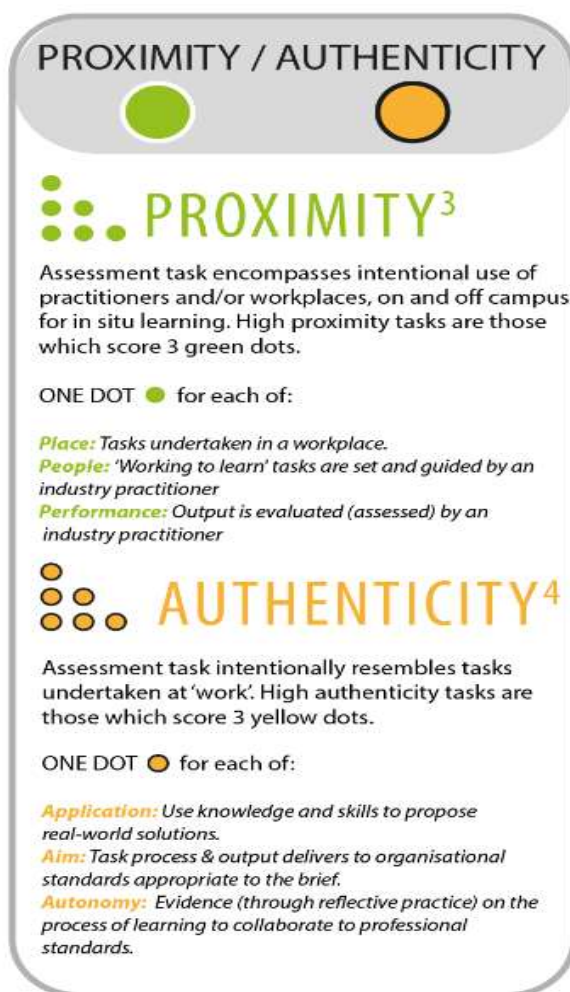 PROXIMITY / AUTHENTICITY
PROXIMITY³
Assessment task encompasses intentional use of
practitioners and/or workplaces, on and off campus
for in situ learning. High proximity tasks are those
which score 3 green dots.
ONE DOT for each of:
Place: Tasks undertaken in a workplace.
People: ‘Working to learn’ tasks are set and guided by an
industry practitioner
Performance: Output is evaluated (assessed) by an
industry practitioner
AUTHENTICITY⁴
Assessment task intentionally resembles tasks
undertaken at ‘work’. High authenticity tasks are
those which score 3 yellow dots.
ONE DOT for each of:
Application: Use knowledge and skills to propose
real-world solutions.
Aim: Task process & output delivers to organisational
standards appropriate to the brief.
Autonomy: Evidence (through reflective practice) on the
process of learning to collaborate to professional
standards.